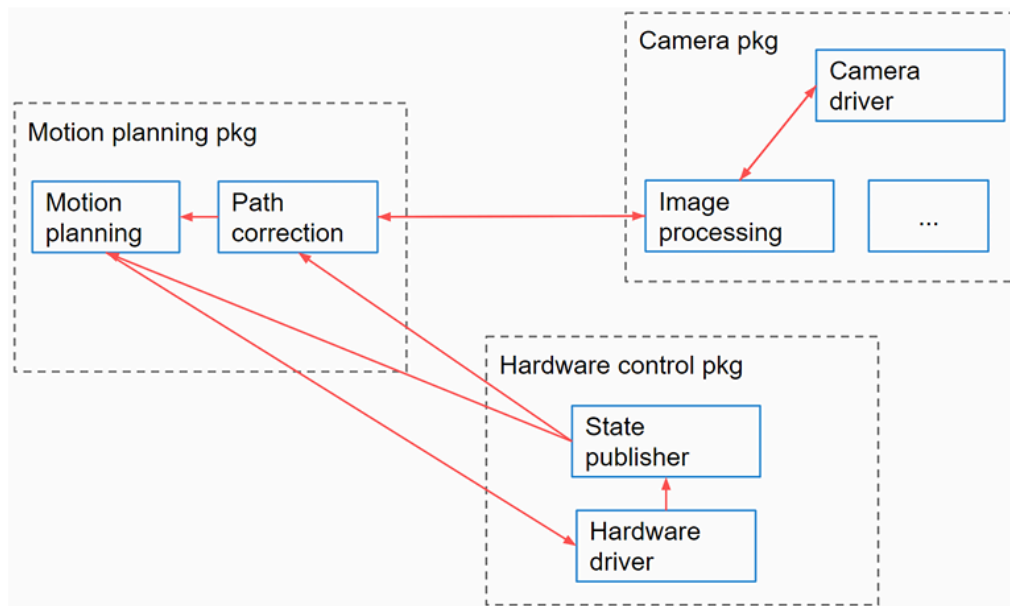 Camera pkg
Camera
driver
Motion planning pkg
Motion
planning
Path
correction
Image
processing
...
Hardware control pkg
State
publisher
Hardware
driver